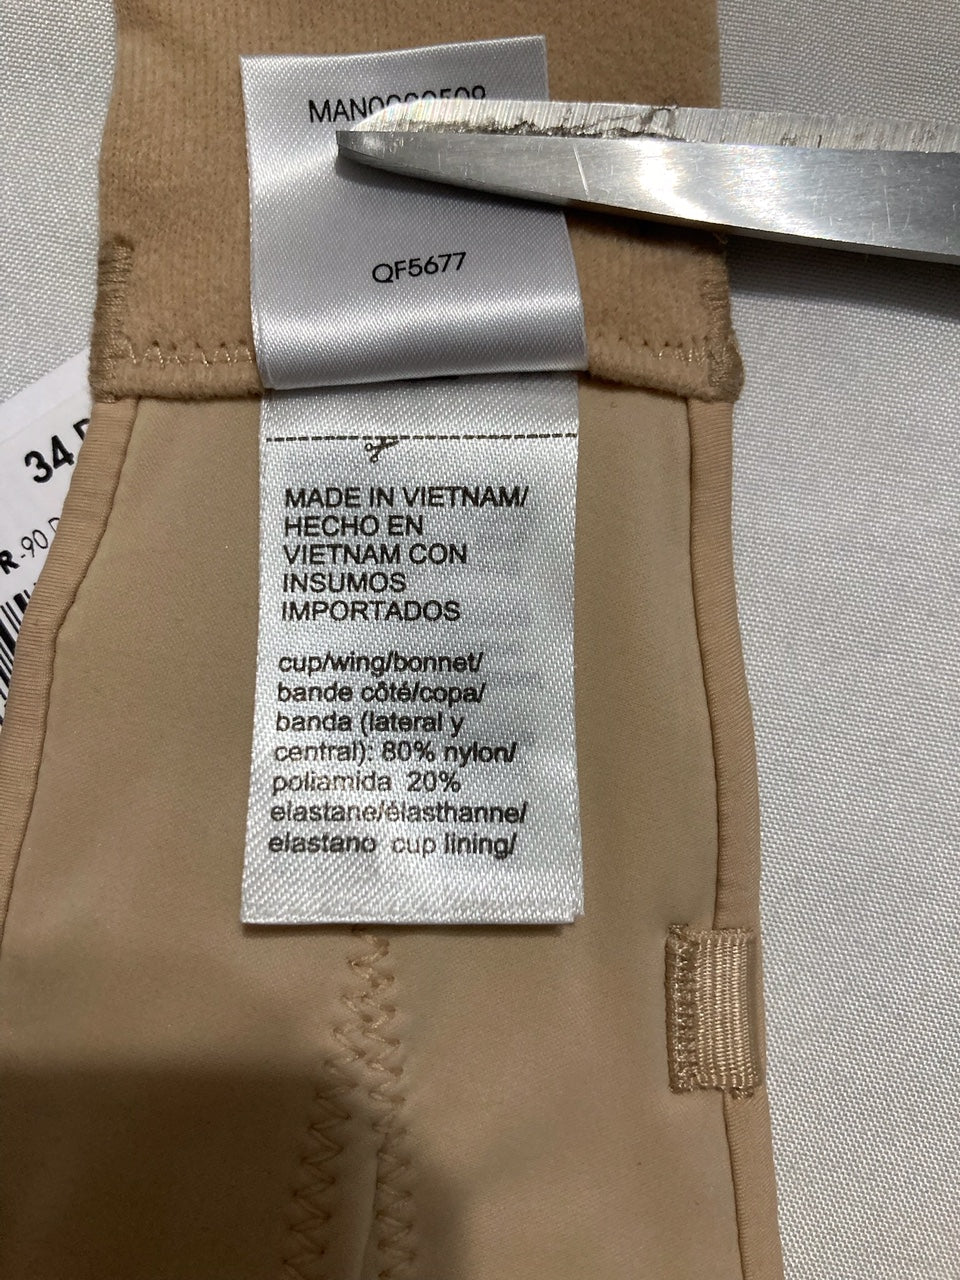 QF5677
MADE IN VIETNAM/
HECHO EN
VIETNAM CON
INSUMOS
IMPORTADOS
cup/wing/bonnet/
bande côté/copa/
banda (lateral y
central): 80% nylon/
poliamida 20%
elastane/élasthanne/
elastano cup lining/
34
R-90